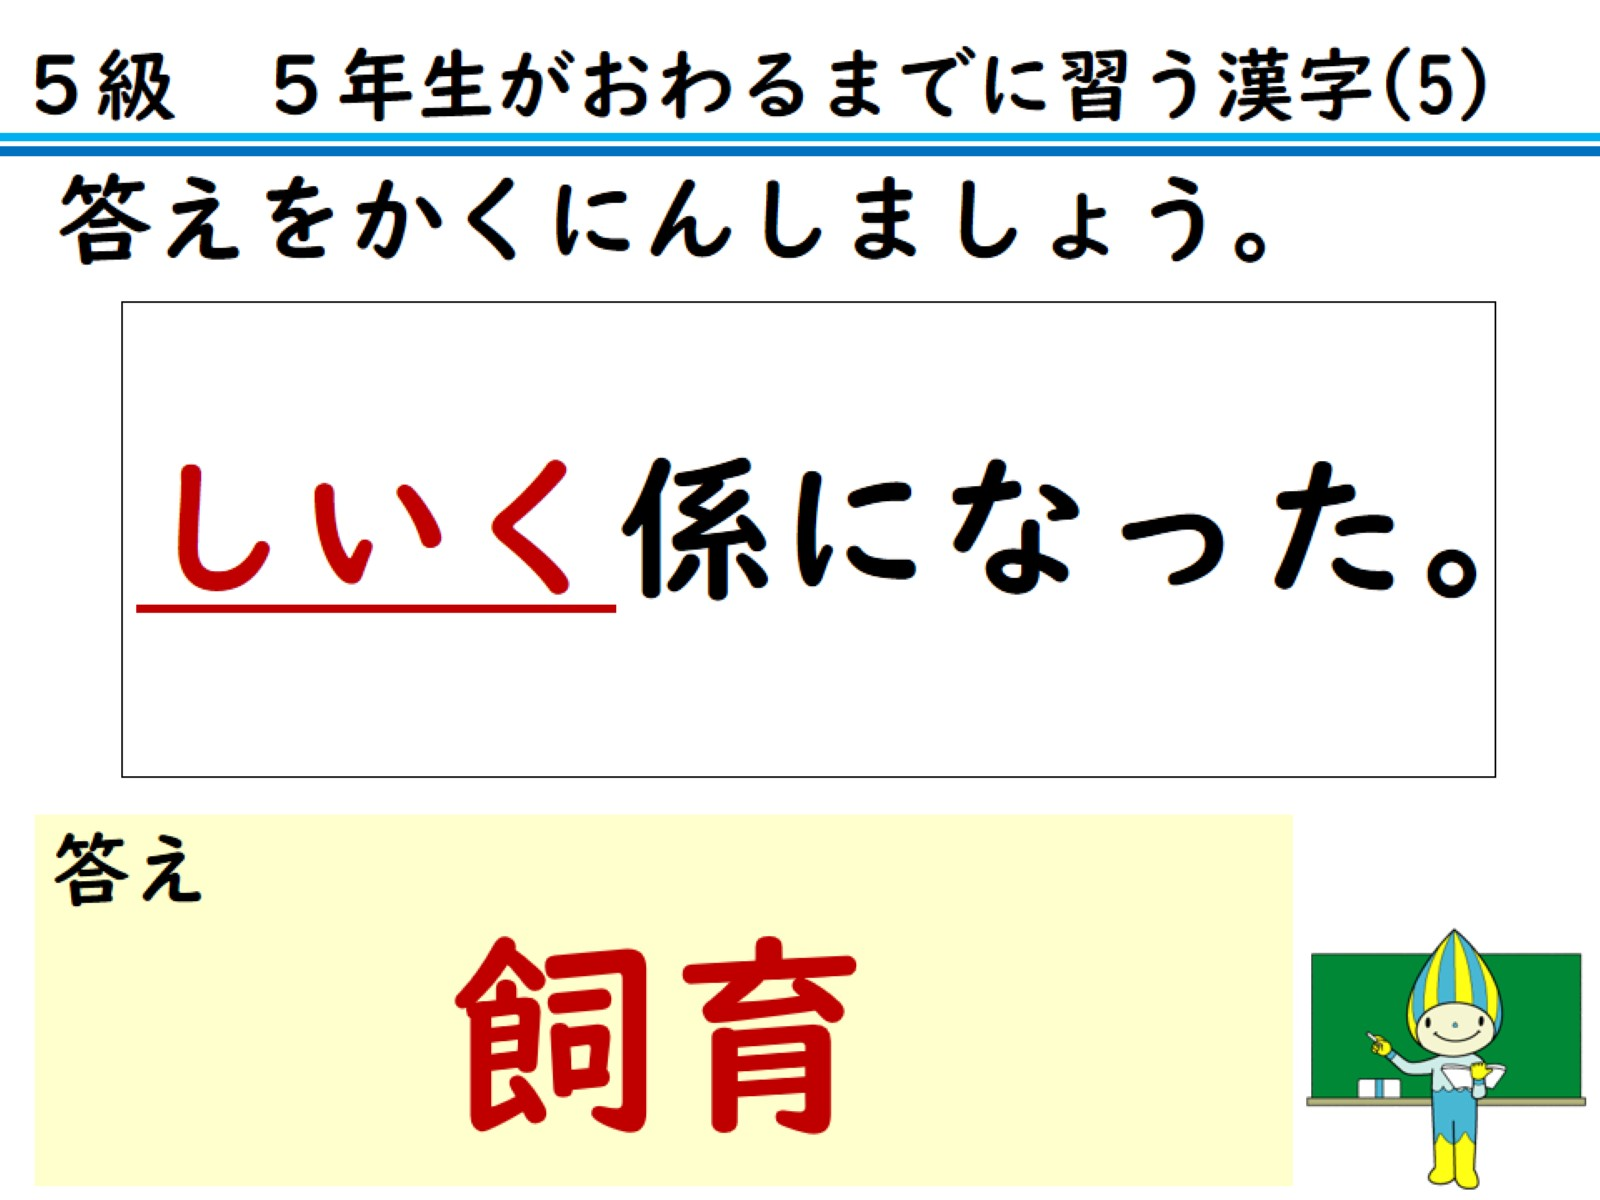 ５級　５年生がおわるまでに習う漢字(5)
答えをかくにんしましょう。
しいく係になった。
答え
飼育